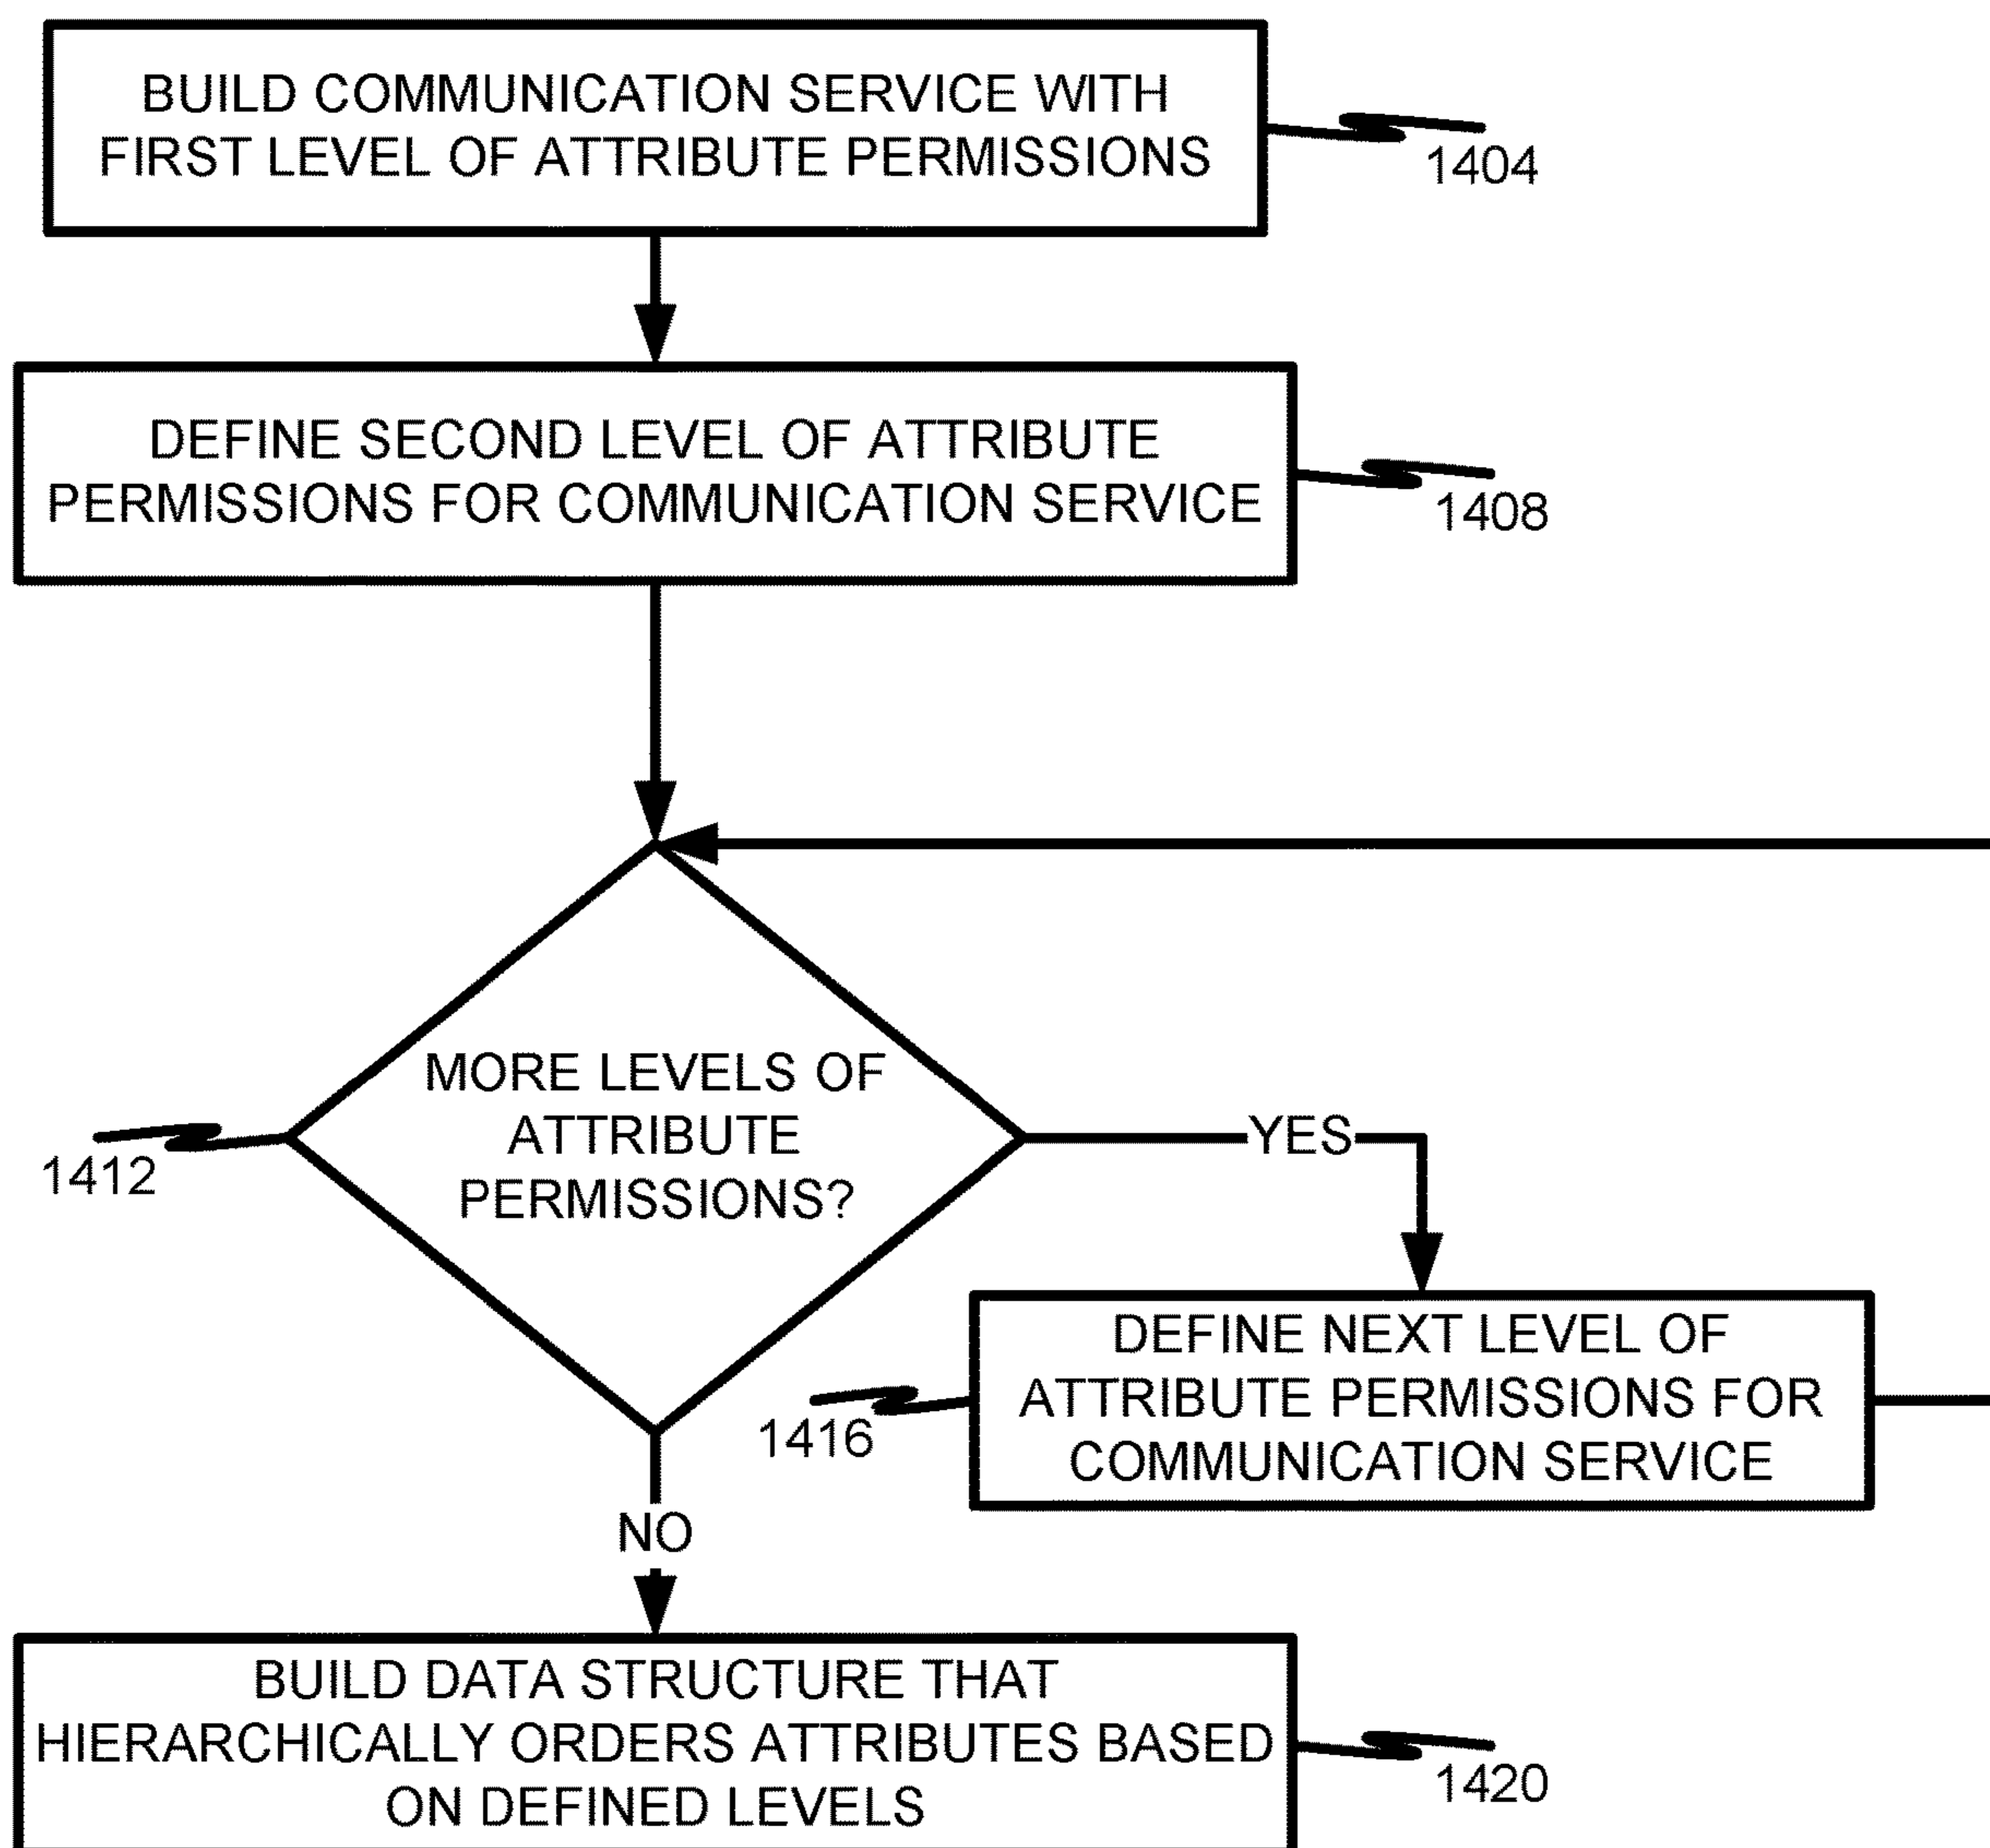 BUILD COMMUNICATION SERVICE WITH
FIRST LEVEL OF ATTRIBUTE PERMISSIONS
1404
DEFINE SECOND LEVEL OF ATTRIBUTE
PERMISSIONS FOR COMMUNICATION SERVICE
1408
MORE LEVELS OF
ATTRIBUTE
PERMISSIONS?
1412
YES
DEFINE NEXT LEVEL OF
ATTRIBUTE PERMISSIONS FOR
COMMUNICATION SERVICE
1416
NO
BUILD DATA STRUCTURE THAT
HIERARCHICALLY ORDERS ATTRIBUTES BASED
ON DEFINED LEVELS
1420